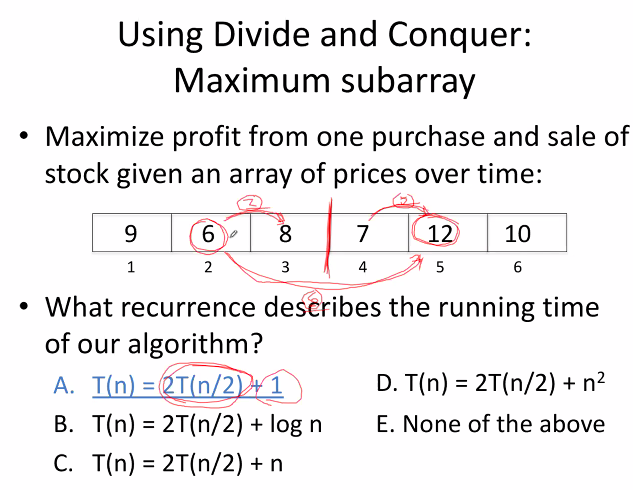 Using Divide and Conquer:
Maximum subarray
• Maximize profit from one purchase and sale of
stock given an array of prices over time:
2 5
9 6 8 7 12 10
1 2 3 4 5 6
• What recurrence describes the running time
of our algorithm?
A. T(n) = 2T(n/2) + 1
B. T(n) = 2T(n/2) + log n
C. T(n) = 2T(n/2) + n
D. T(n) = 2T(n/2) + n²
E. None of the above